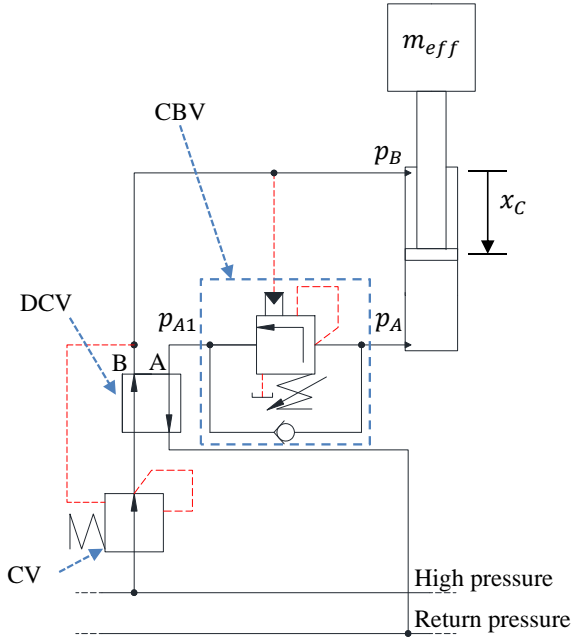 m_eff
CBV
p_B
x_C
DCV
p_A1
p_A
B A
CV
High pressure
Return pressure